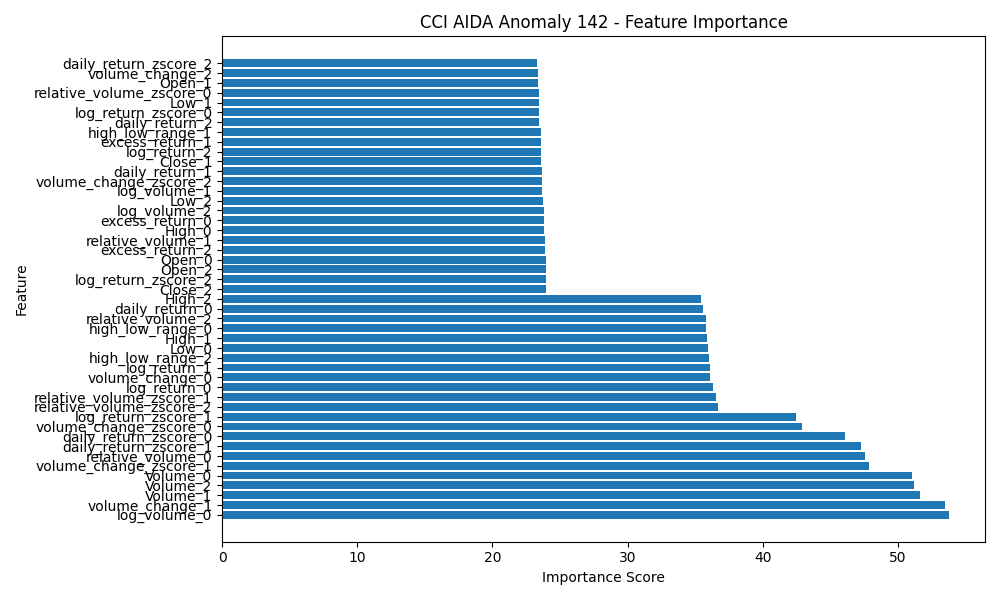 CCI AIDA Anomaly 142 - Feature Importance
daily_return_zscore_2
volume_change_2
Open_1
relative_volume_zscore_0
Low_1
log_return_zscore_0
daily_return_2
high_low_range_1
excess_return_1
log_return_2
Close_1
daily_return_1
volume_change_zscore_2
log_volume_1
Low_2
log_volume_2
excess_return_0
High_0
relative_volume_1
excess_return_2
Open_0
Open_2
log_return_zscore_2
Close_2
High_2
daily_return_0
relative_volume_2
high_low_range_0
High_1
Low_0
high_low_range_2
log_return_1
volume_change_0
log_return_0
relative_volume_zscore_1
relative_volume_zscore_2
log_return_zscore_1
volume_change_zscore_0
daily_return_zscore_0
daily_return_zscore_1
relative_volume_0
volume_change_zscore_1
Volume_0
Volume_2
Volume_1
volume_change_1
log_volume_0
Feature
0 10 20 30 40 50
Importance Score